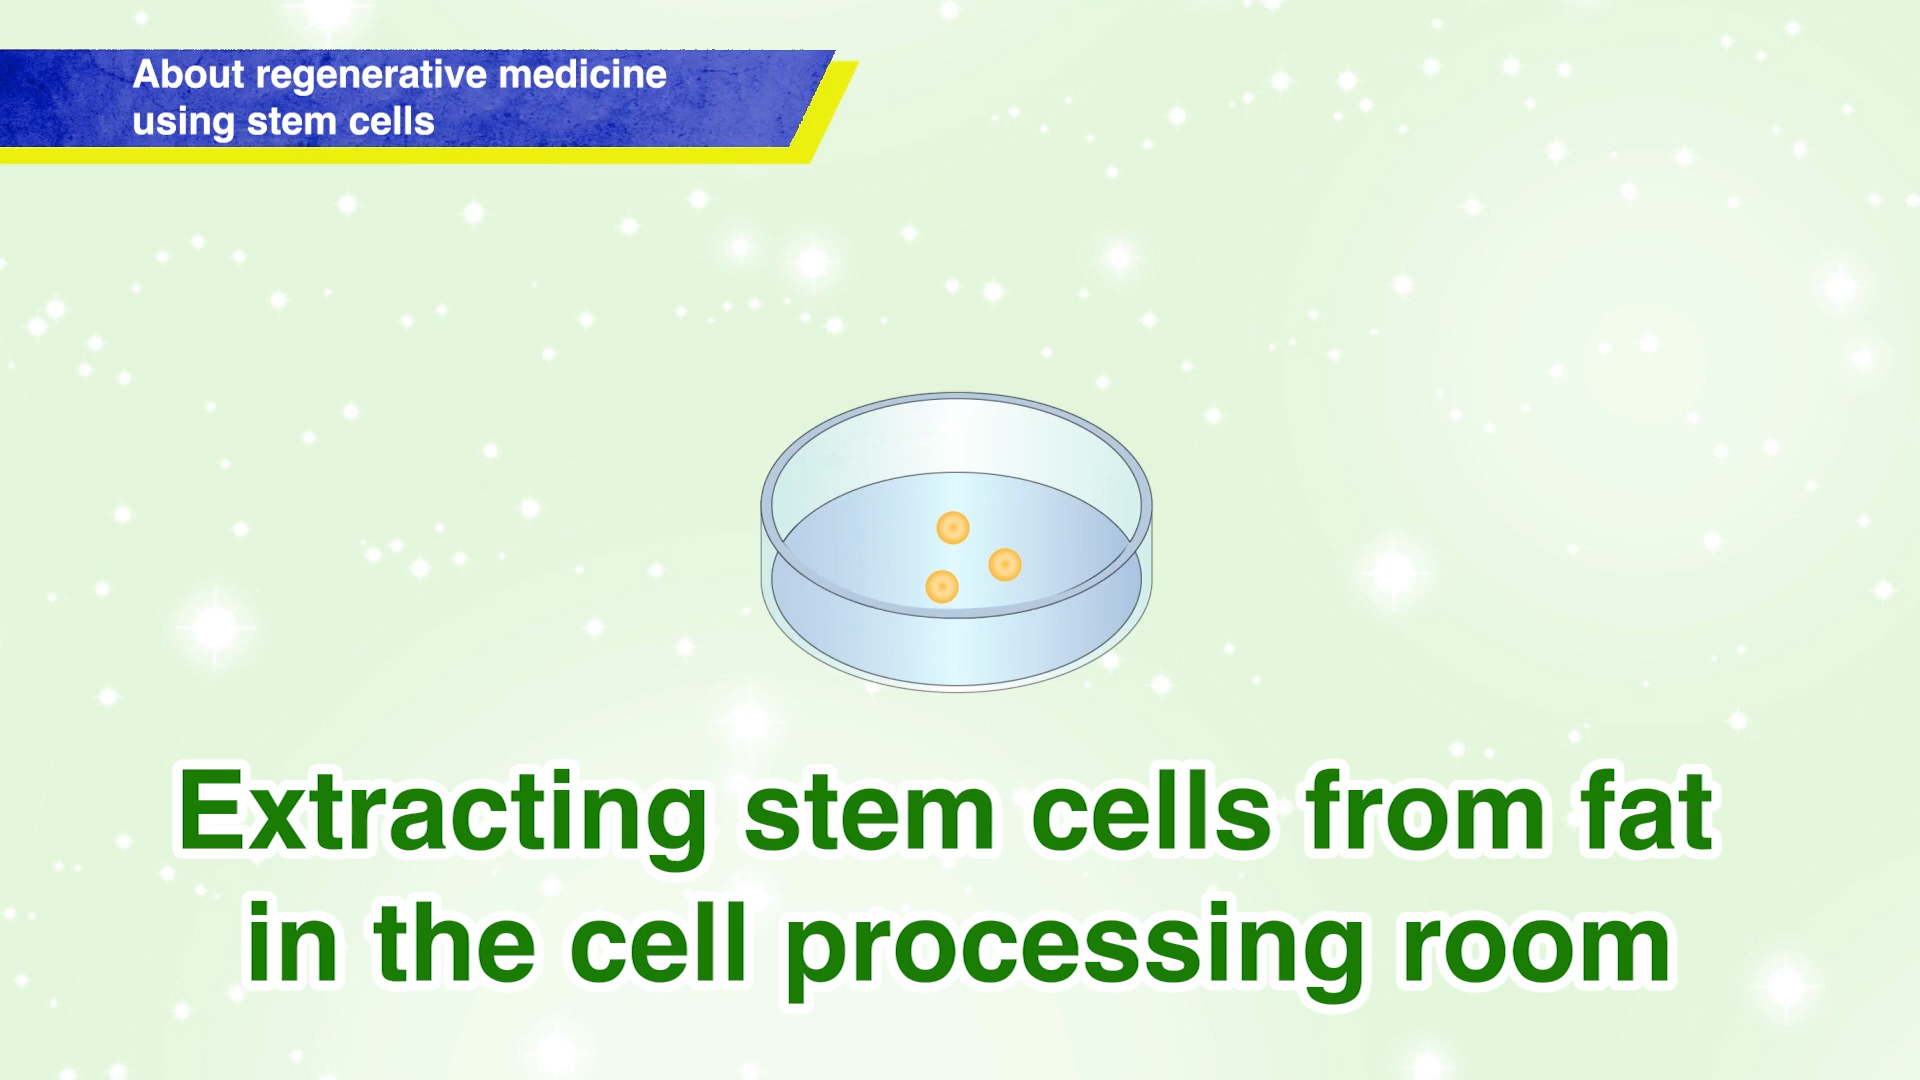 About regenerative medicine
using stem cells
Extracting stem cells from fat
in the cell processing room